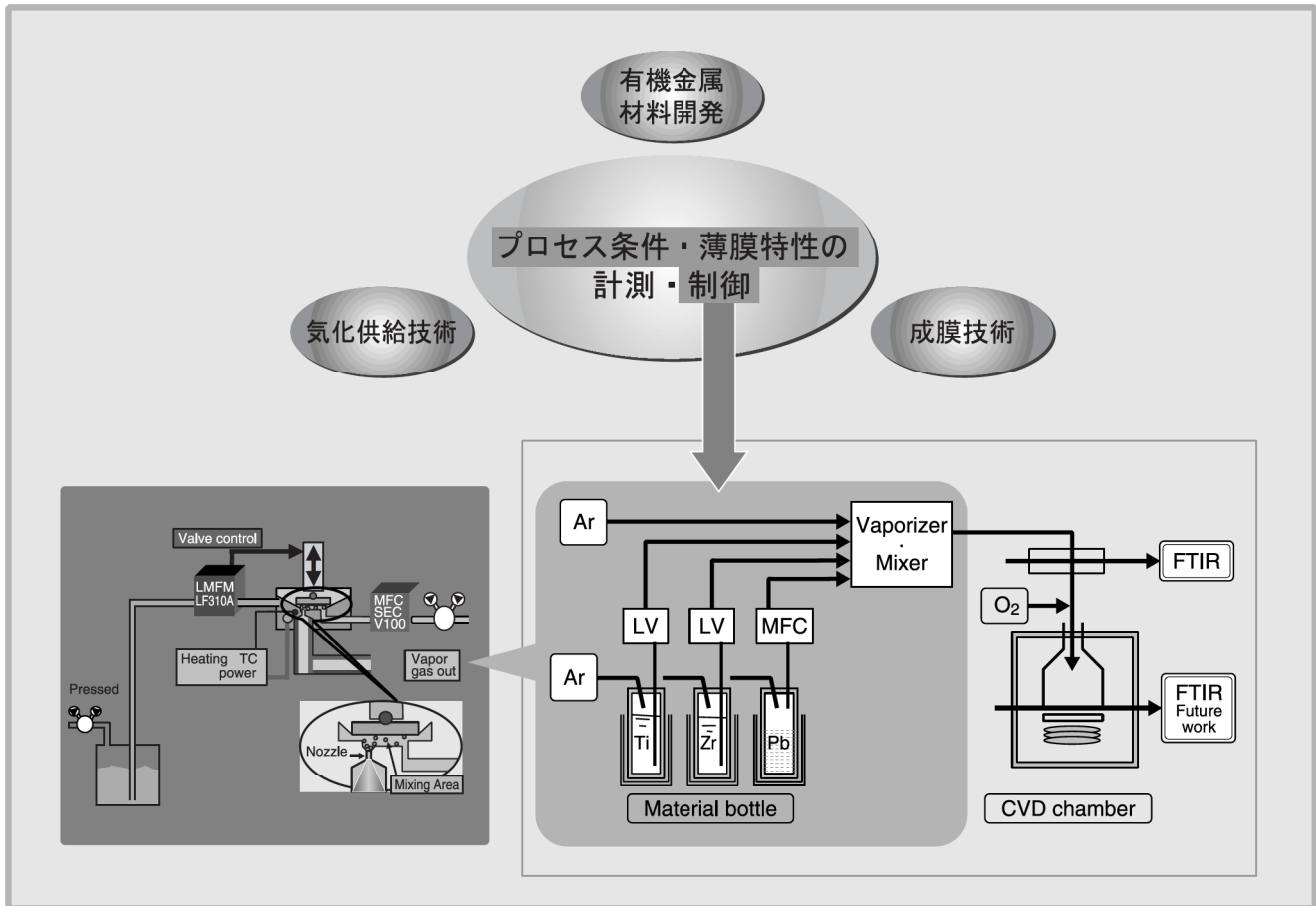 有機金属
材料開発
プロセス条件・薄膜特性の
計測・制御
気化供給技術
成膜技術
Valve control
LMFM
LF310A
MFC
SEC
V100
Heating TC
power
Vapor
gas out
Pressed
Nozzle
Mixing Area
Ar
Vaporizer
・
Mixer
FTIR
O₂
LV
LV
MFC
Ar
Ti
Zr
Pb
FTIR
Future
work
Material bottle
CVD chamber